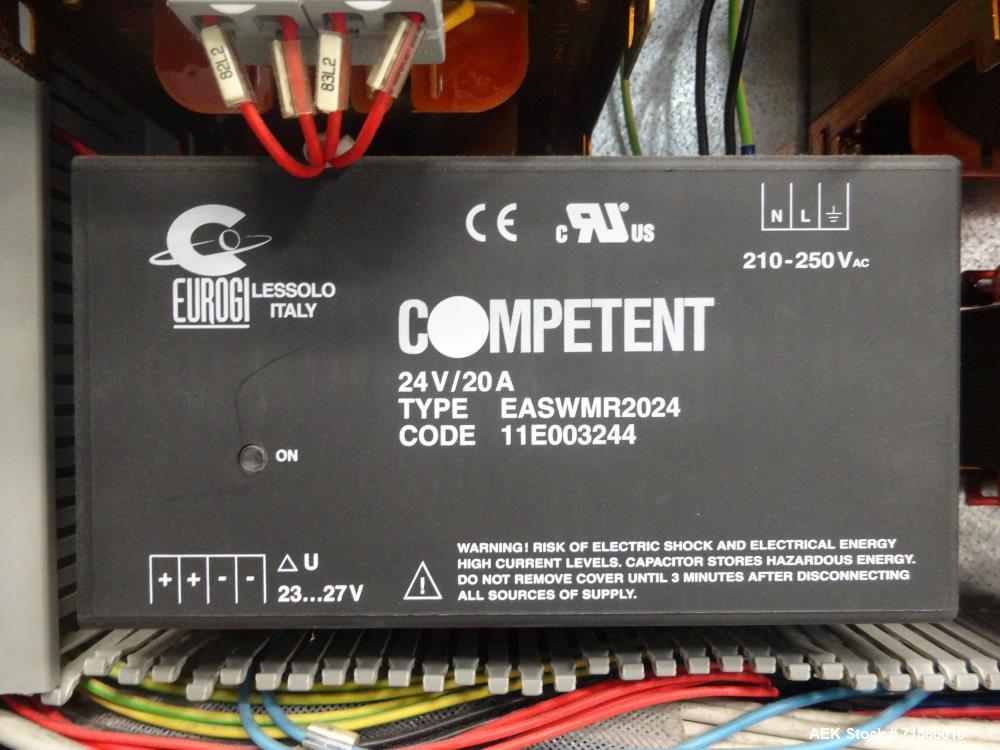 82L2
83L2
CE
c RU® US
N L
210-250 VAC
EUROGI LESSOLO
ITALY
COMPETENT
24 V/20 A
TYPE EASWMR2024
CODE 11E003244
ON
+ + - -
△ U
23...27 V
WARNING! RISK OF ELECTRIC SHOCK AND ELECTRICAL ENERGY
HIGH CURRENT LEVELS. CAPACITOR STORES HAZARDOUS ENERGY.
DO NOT REMOVE COVER UNTIL 3 MINUTES AFTER DISCONNECTING
ALL SOURCES OF SUPPLY.
AEK Stock #71566010